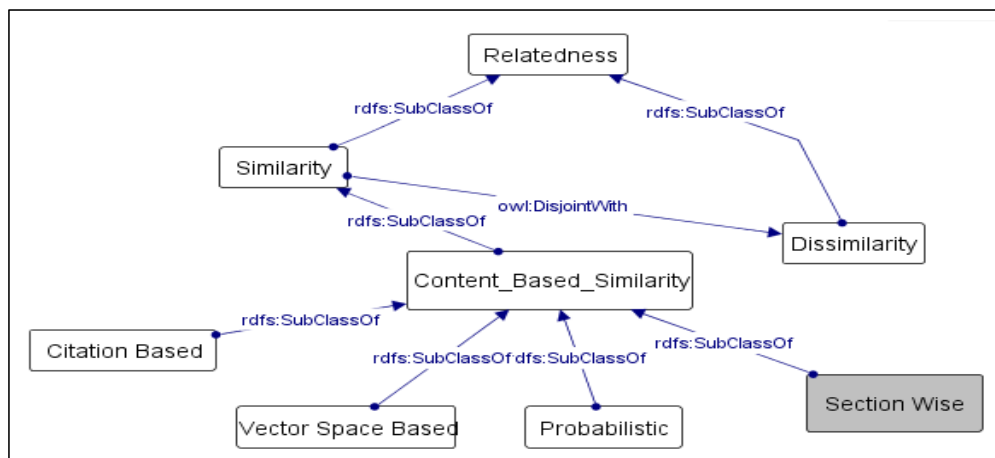 Relatedness
rdfs:SubClassOf
rdfs:SubClassOf
Similarity
owl:DisjointWith
rdfs:SubClassOf
Dissimilarity
Content_Based_Similarity
rdfs:SubClassOf
Citation Based
rdfs:SubClassOf
dfs:SubClassOf
rdfs:SubClassOf
Section Wise
Vector Space Based
Probabilistic